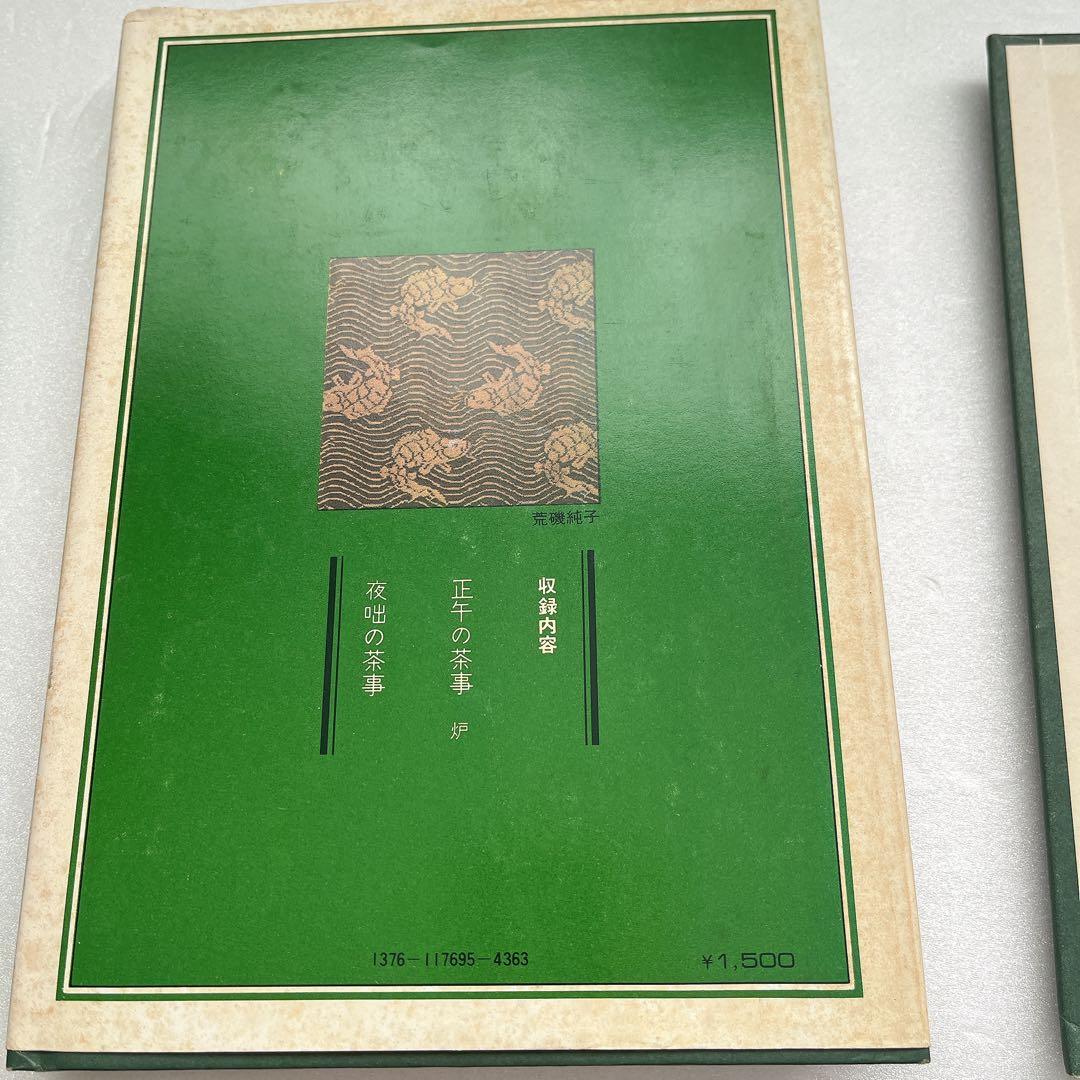 荒磯純子
収録内容
正午の茶事 炉
夜咄の茶事
1376-117695-4363
¥1,500